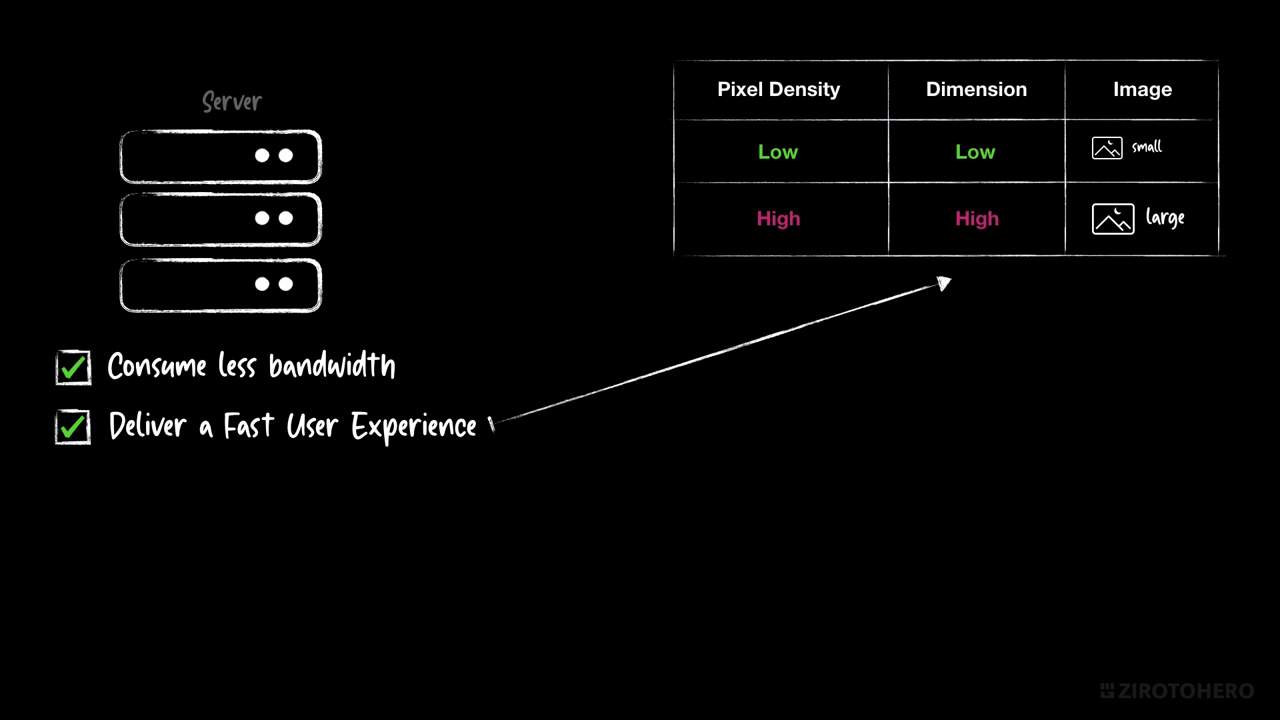 Server
Consume less bandwidth
Deliver a Fast User Experience
Pixel Density Dimension Image
Low Low small
High High large
ZIROTOHERO